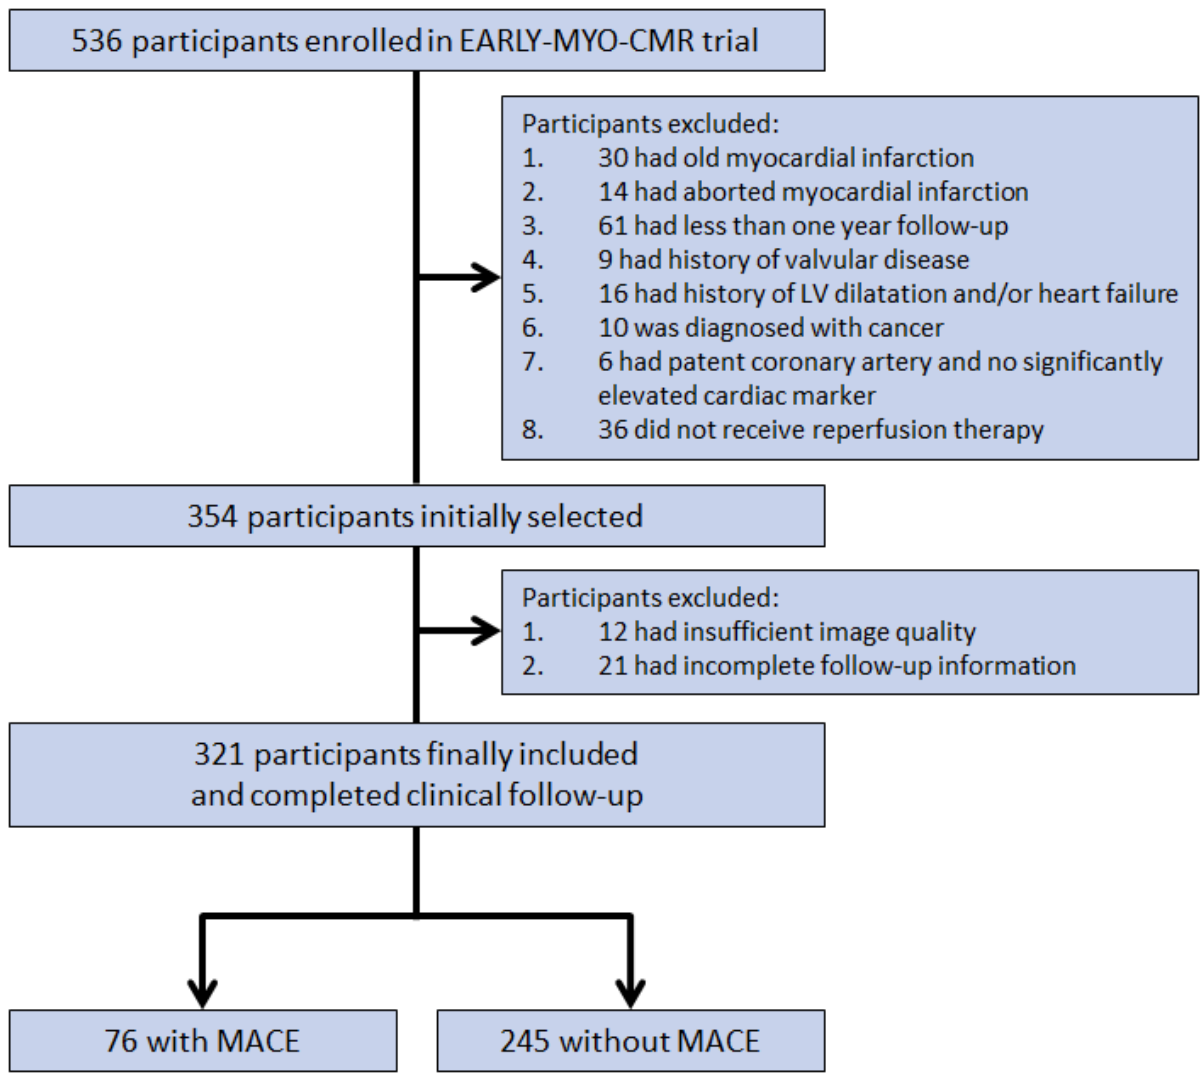 536 participants enrolled in EARLY-MYO-CMR trial
Participants excluded:
1. 30 had old myocardial infarction
2. 14 had aborted myocardial infarction
3. 61 had less than one year follow-up
4. 9 had history of valvular disease
5. 16 had history of LV dilatation and/or heart failure
6. 10 was diagnosed with cancer
7. 6 had patent coronary artery and no significantly
elevated cardiac marker
8. 36 did not receive reperfusion therapy
354 participants initially selected
Participants excluded:
1. 12 had insufficient image quality
2. 21 had incomplete follow-up information
321 participants finally included
and completed clinical follow-up
76 with MACE
245 without MACE